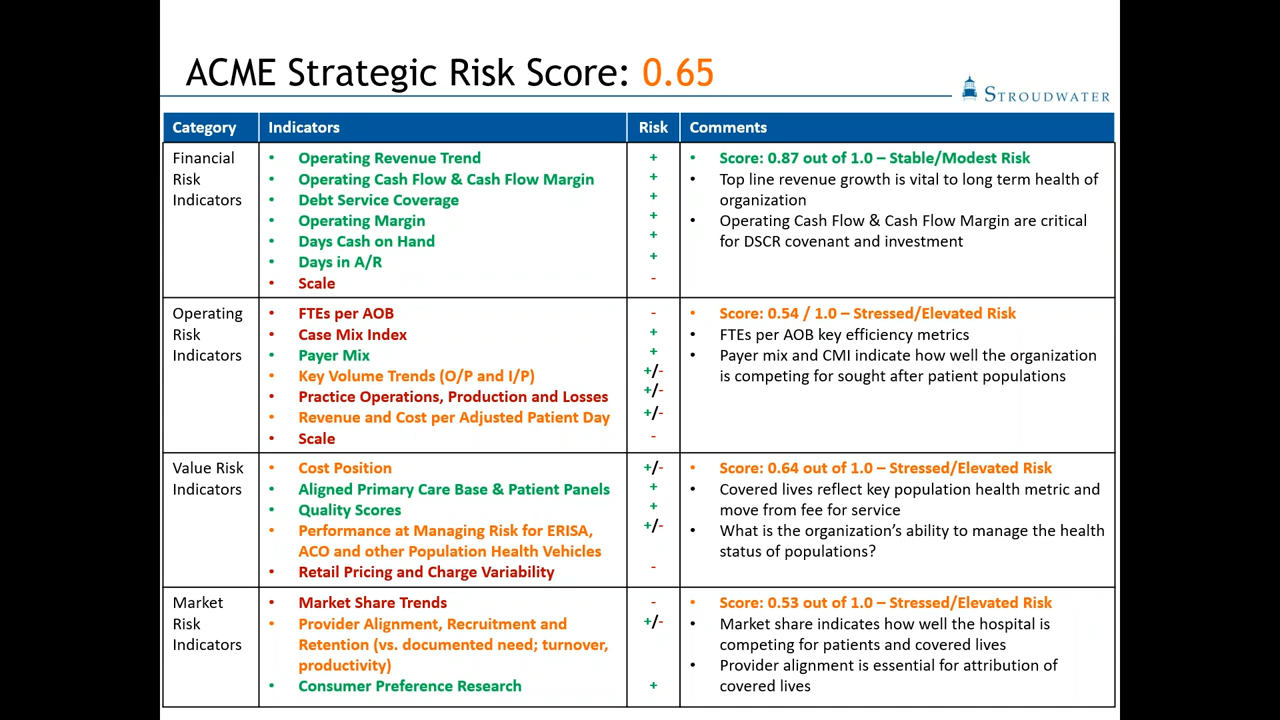 ACME Strategic Risk Score: 0.65
STROUDWATER
Category Indicators Risk Comments
Financial
Risk
Indicators
• Operating Revenue Trend
• Operating Cash Flow & Cash Flow Margin
• Debt Service Coverage
• Operating Margin
• Days Cash on Hand
• Days in A/R
• Scale
+
+
+
+
+
+
-
• Score: 0.87 out of 1.0 – Stable/Modest Risk
• Top line revenue growth is vital to long term health of
organization
• Operating Cash Flow & Cash Flow Margin are critical
for DSCR covenant and investment
Operating
Risk
Indicators
• FTEs per AOB
• Case Mix Index
• Payer Mix
• Key Volume Trends (O/P and I/P)
• Practice Operations, Production and Losses
• Revenue and Cost per Adjusted Patient Day
• Scale
-
+
+
+/-
+/-
+/-
-
• Score: 0.54 / 1.0 – Stressed/Elevated Risk
• FTEs per AOB key efficiency metrics
• Payer mix and CMI indicate how well the organization
is competing for sought after patient populations
Value Risk
Indicators
• Cost Position
• Aligned Primary Care Base & Patient Panels
• Quality Scores
• Performance at Managing Risk for ERISA,
ACO and other Population Health Vehicles
• Retail Pricing and Charge Variability
+/-
+
+
+/-
-
• Score: 0.64 out of 1.0 – Stressed/Elevated Risk
• Covered lives reflect key population health metric and
move from fee for service
• What is the organization's ability to manage the health
status of populations?
Market
Risk
Indicators
• Market Share Trends
• Provider Alignment, Recruitment and
Retention (vs. documented need; turnover,
productivity)
• Consumer Preference Research
-
+/-
+
• Score: 0.53 out of 1.0 – Stressed/Elevated Risk
• Market share indicates how well the hospital is
competing for patients and covered lives
• Provider alignment is essential for attribution of
covered lives